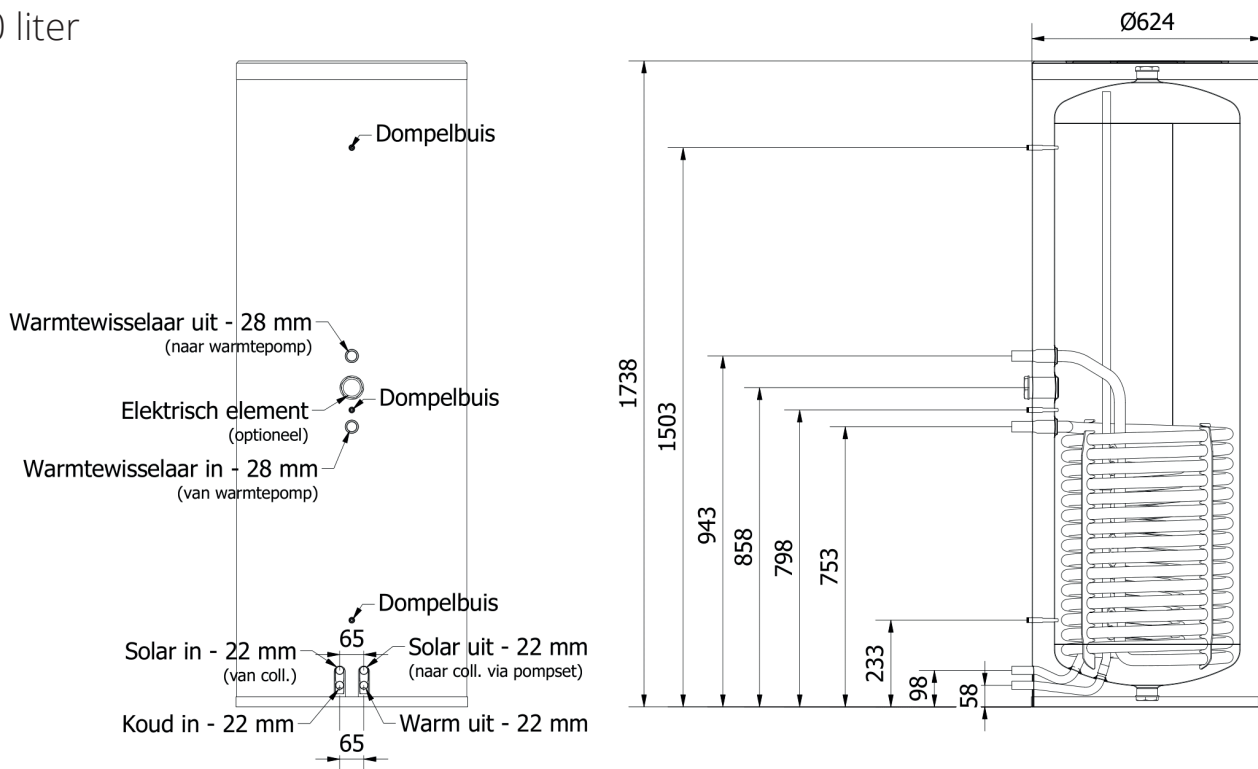 0 liter
Dompelbuis
Warmtewisselaar uit - 28 mm
(naar warmtepomp)
Elektrisch element
(optioneel)
Dompelbuis
Warmtewisselaar in - 28 mm
(van warmtepomp)
Dompelbuis
65
Solar in - 22 mm
(van coll.)
Solar uit - 22 mm
(naar coll. via pompset)
Koud in - 22 mm
Warm uit - 22 mm
65
Ø624
1738
1503
943
858
798
753
233
98
58